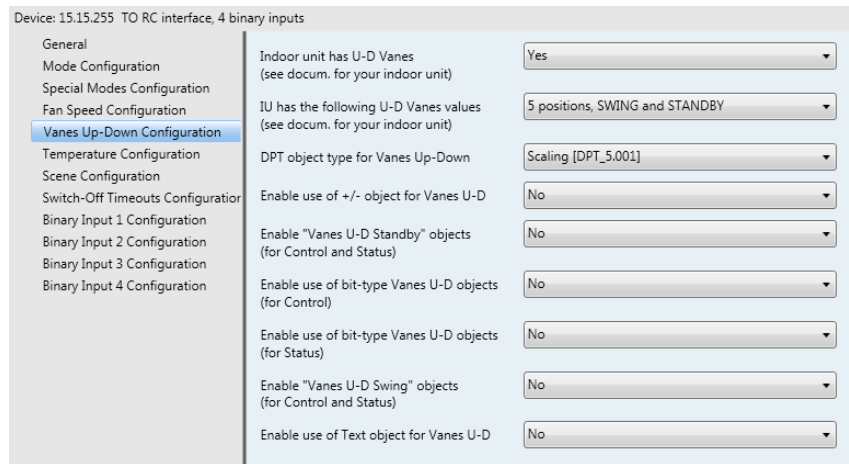 Device: 15.15.255  TO RC interface, 4 binary inputs
General
Mode Configuration
Special Modes Configuration
Fan Speed Configuration
Vanes Up-Down Configuration
Temperature Configuration
Scene Configuration
Switch-Off Timeouts Configuration
Binary Input 1 Configuration
Binary Input 2 Configuration
Binary Input 3 Configuration
Binary Input 4 Configuration
Indoor unit has U-D Vanes
(see docum. for your indoor unit)
Yes
IU has the following U-D Vanes values
(see docum. for your indoor unit)
5 positions, SWING and STANDBY
DPT object type for Vanes Up-Down
Scaling [DPT_5.001]
Enable use of +/- object for Vanes U-D
No
Enable "Vanes U-D Standby" objects
(for Control and Status)
No
Enable use of bit-type Vanes U-D objects
(for Control)
No
Enable use of bit-type Vanes U-D objects
(for Status)
No
Enable "Vanes U-D Swing" objects
(for Control and Status)
No
Enable use of Text object for Vanes U-D
No